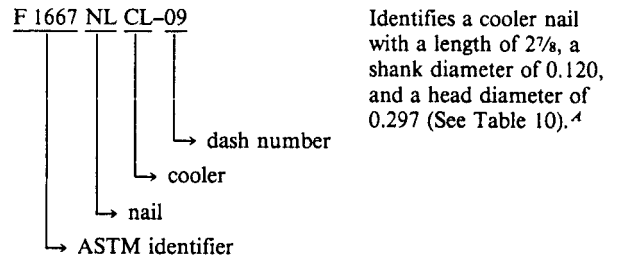 F 1667 NL CL–09
dash number
cooler
nail
ASTM identifier
Identifies a cooler nail
with a length of 2⅞, a
shank diameter of 0.120,
and a head diameter of
0.297 (See Table 10).ᴬ